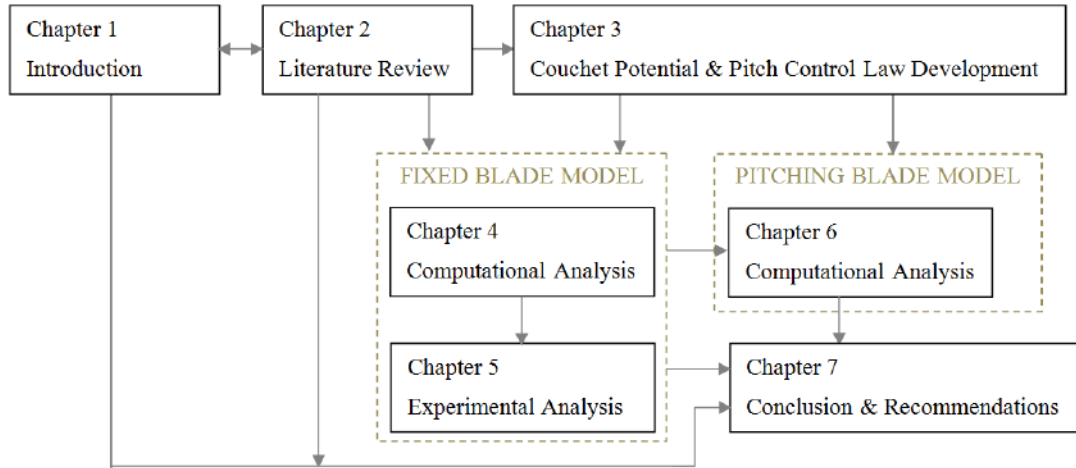 Chapter 1
Introduction
Chapter 2
Literature Review
Chapter 3
Couchet Potential & Pitch Control Law Development
FIXED BLADE MODEL
Chapter 4
Computational Analysis
Chapter 5
Experimental Analysis
PITCHING BLADE MODEL
Chapter 6
Computational Analysis
Chapter 7
Conclusion & Recommendations